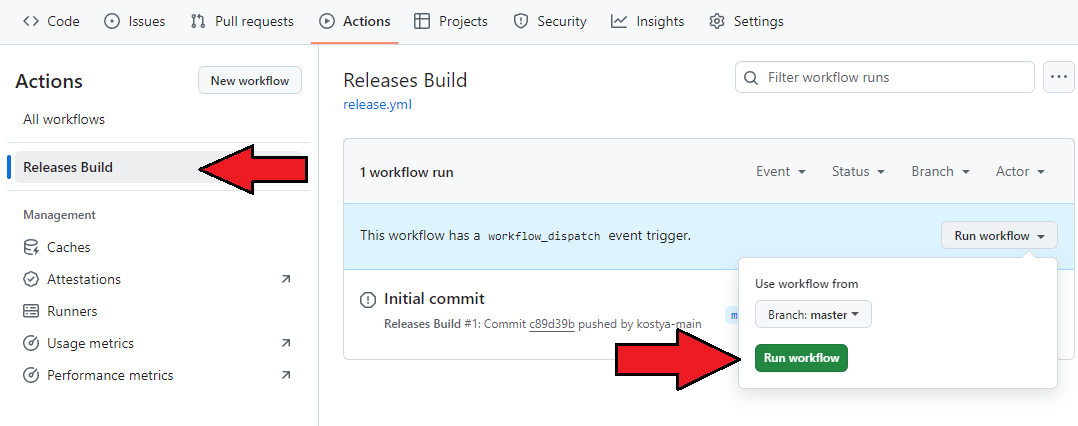 Code Issues Pull requests Actions Projects Security Insights Settings
Actions
New workflow
All workflows
Releases Build
Management
Caches
Attestations
Runners
Usage metrics
Performance metrics
Releases Build
release.yml
Filter workflow runs
1 workflow run
Event Status Branch Actor
This workflow has a workflow_dispatch event trigger.
Run workflow
Initial commit
Releases Build #1: Commit c89d39b pushed by kostya-main
m
Use workflow from
Branch: master
Run workflow